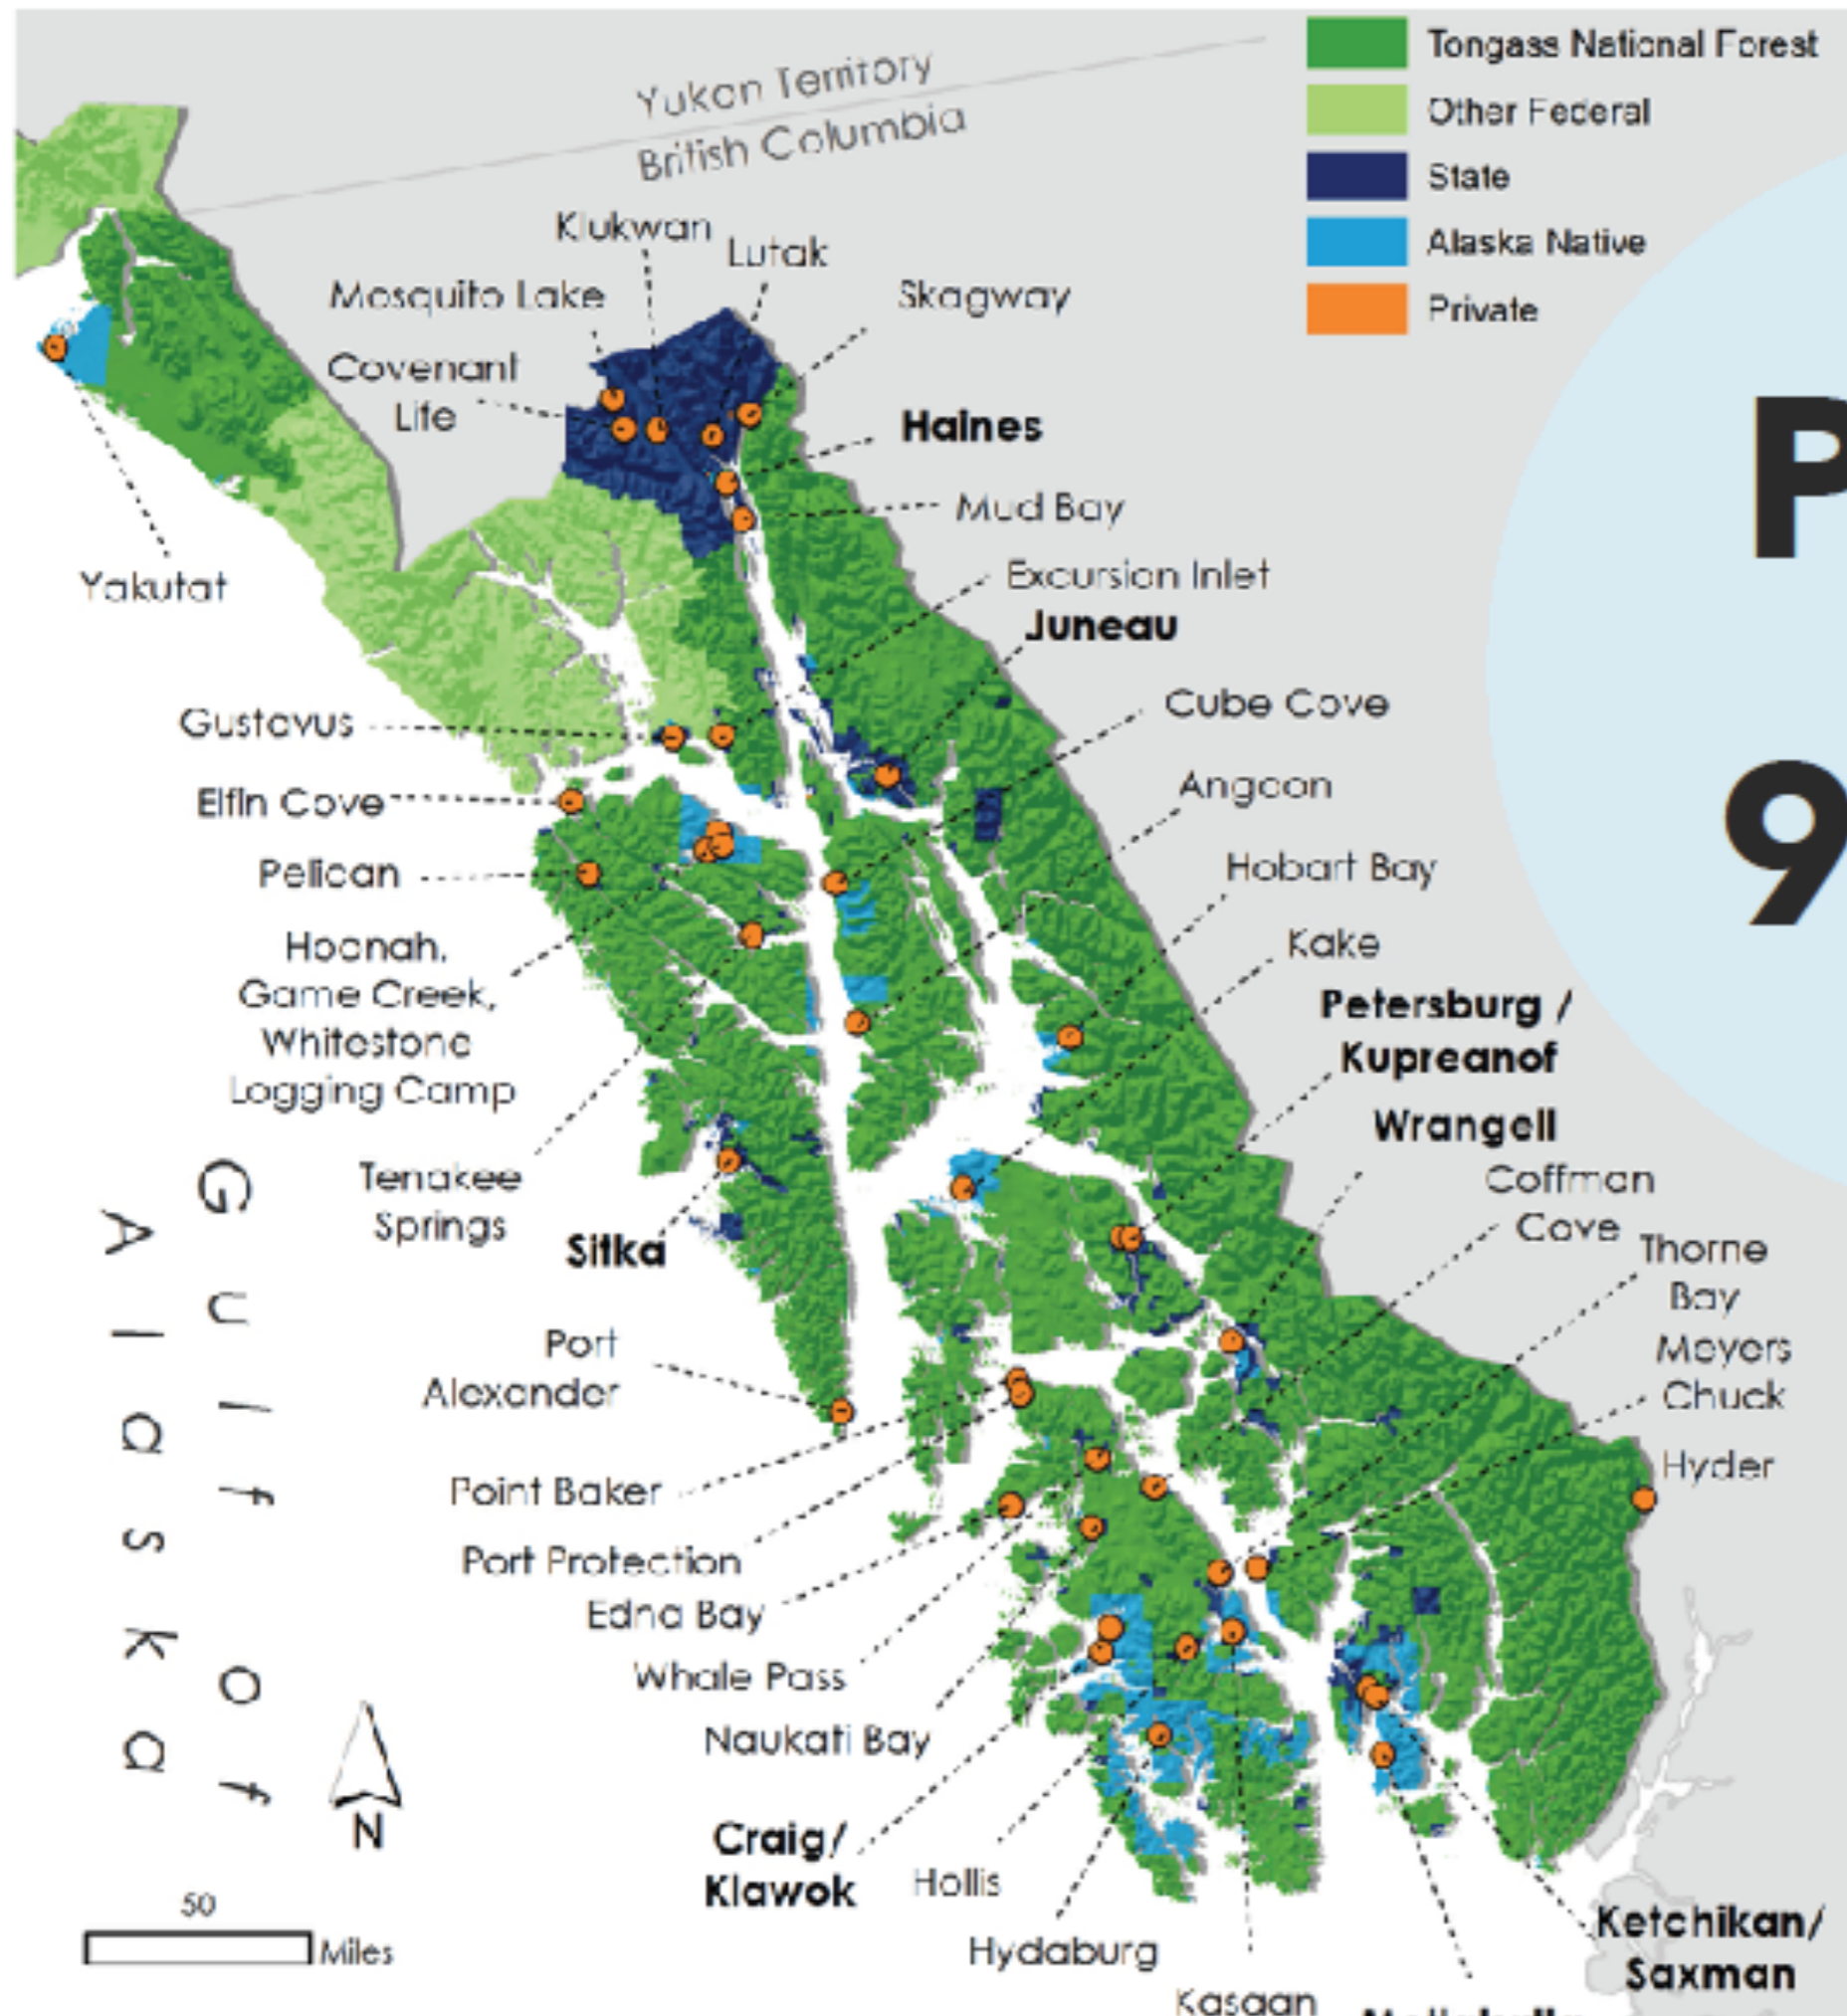 Tongass National Forest
Other Federal
State
Alaska Native
Private
Yukon Territory
British Columbia
Klukwan
Lutak
Mosquito Lake
Skagway
Covenant
Life
Haines
P
Mud Bay
Excursion Inlet
Yakutat
Juneau
Cube Cove
Gustavus
Angoon
Elfin Cove
9
Pelican
Hobart Bay
Kake
Hoonah,
Game Creek,
Whitestone
Logging Camp
Petersburg /
Kupreanof
Wrangell
Tenakee
Springs
Coffman
Cove
Sitka
Thorne
Bay
Port
Alexander
Meyers
Chuck
Hyder
Point Baker
Port Protection
Edna Bay
Whale Pass
Naukati Bay
Gulf of
Alaska
N
Craig/
Klawok
Hollis
50
Miles
Hydaburg
Kasaan
Ketchikan/
Saxman